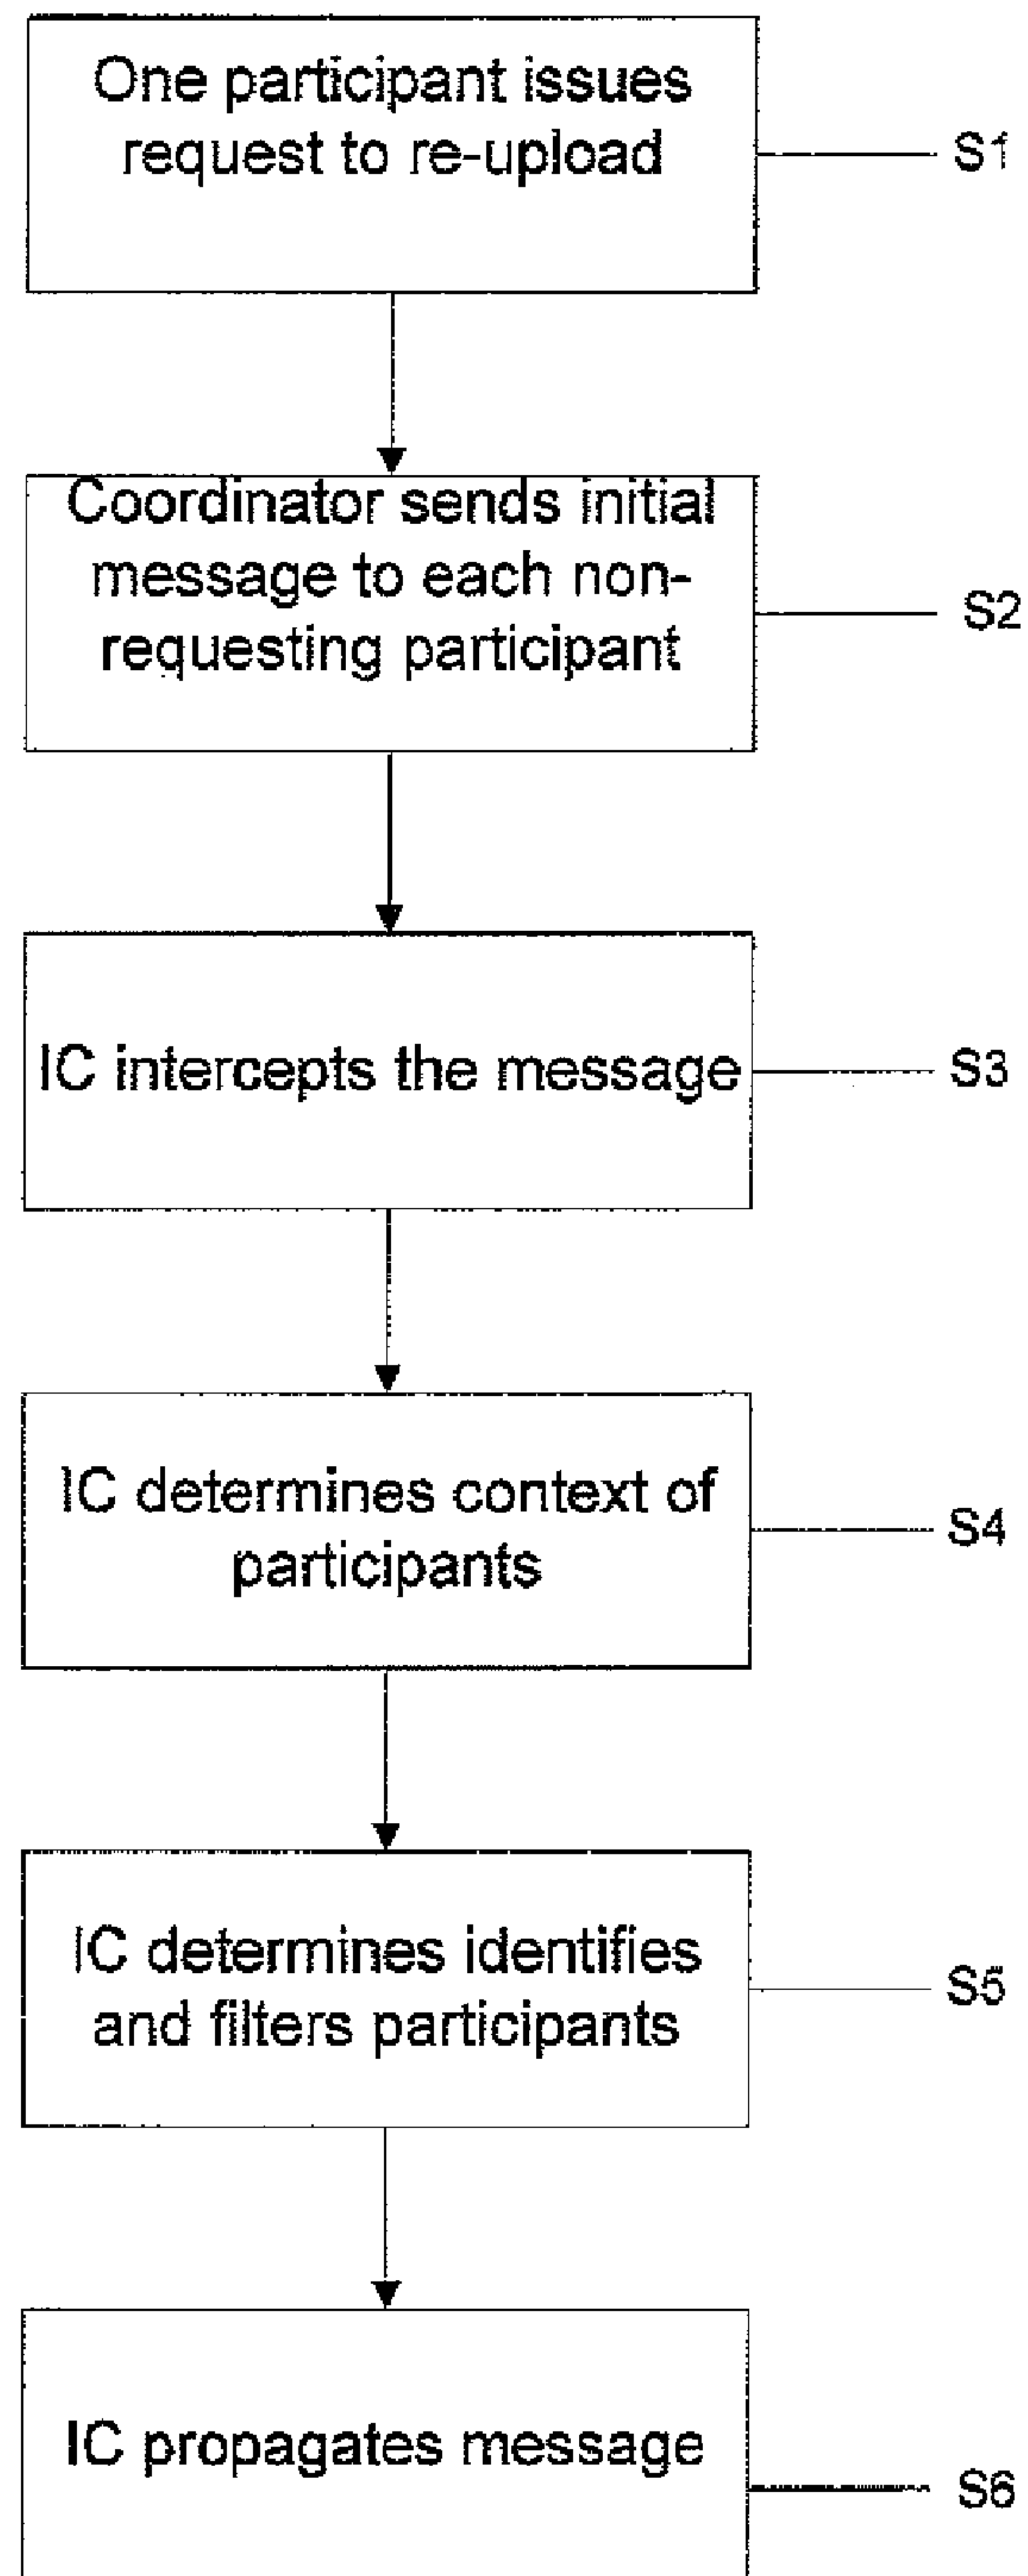 One participant issues
request to re-upload
S1
Coordinator sends initial
message to each non-
requesting participant
S2
IC intercepts the message
S3
IC determines context of
participants
S4
IC determines identifies
and filters participants
S5
IC propagates message
S6